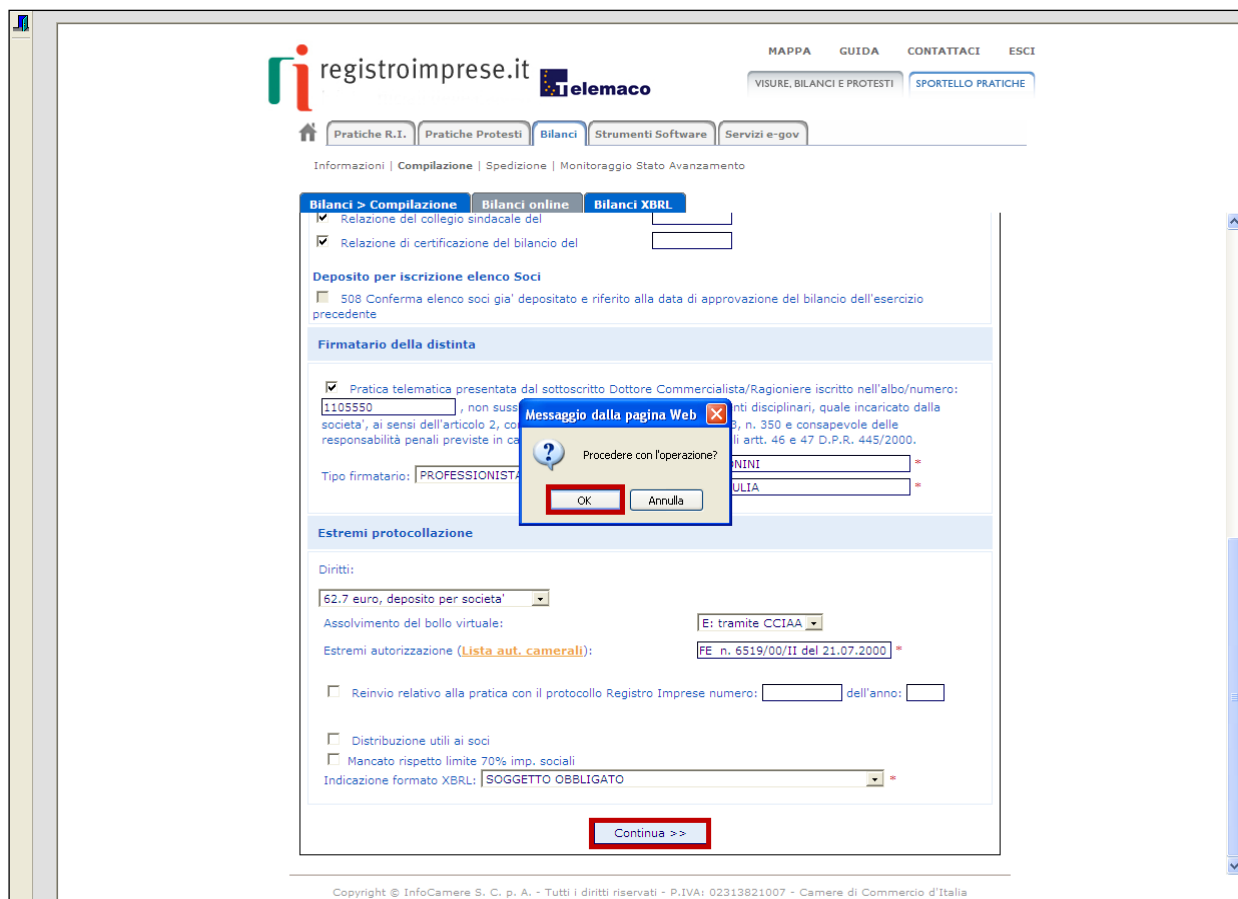 MAPPA GUIDA CONTATTACI ESCI
registroimprese.it
Telemaco
VISURE, BILANCI E PROTESTI SPORTELLO PRATICHE
Pratiche R.I. Pratiche Protesti Bilanci Strumenti Software Servizi e-gov
Informazioni | Compilazione | Spedizione | Monitoraggio Stato Avanzamento
Bilanci > Compilazione Bilanci online Bilanci XBRL
Relazione del collegio sindacale del
Relazione di certificazione del bilancio del
Deposito per iscrizione elenco Soci
508 Conferma elenco soci gia' depositato e riferito alla data di approvazione del bilancio dell'esercizio
precedente
Firmatario della distinta
Pratica telematica presentata dal sottoscritto Dottore Commercialista/Ragioniere iscritto nell'albo/numero:
1105550 , non suss nti disciplinari, quale incaricato dalla
societa', ai sensi dell'articolo 2, co 3, n. 350 e consapevole delle
responsabilità penali previste in ca li artt. 46 e 47 D.P.R. 445/2000.
Messaggio dalla pagina Web
Procedere con l'operazione?
OK Annulla
Tipo firmatario: PROFESSIONISTA NINI *
ULIA *
Estremi protocollazione
Diritti:
62.7 euro, deposito per societa'
Assolvimento del bollo virtuale: E: tramite CCIAA
Estremi autorizzazione (Lista aut. camerali): FE n. 6519/00/II del 21.07.2000 *
Reinvio relativo alla pratica con il protocollo Registro Imprese numero: dell'anno:
Distribuzione utili ai soci
Mancato rispetto limite 70% imp. sociali
Indicazione formato XBRL: SOGGETTO OBBLIGATO *
Continua >>
Copyright © InfoCamere S. C. p. A. - Tutti i diritti riservati - P.IVA: 02313821007 - Camere di Commercio d'Italia